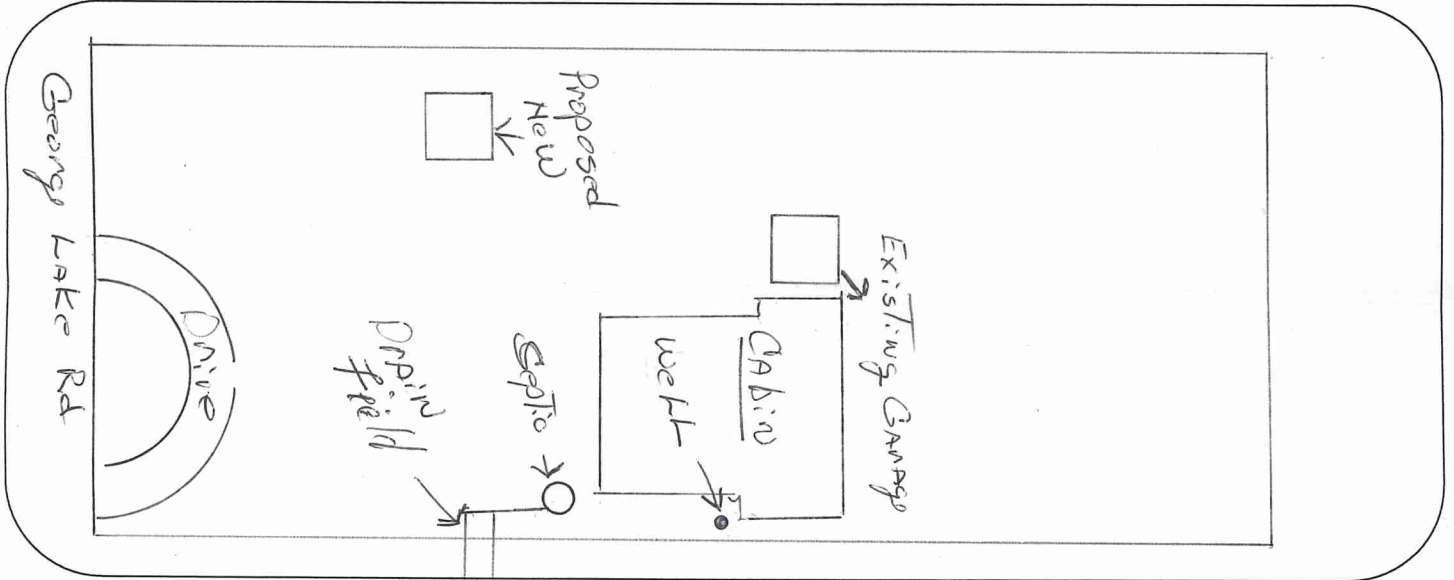 Proposed
New
Existing Garage
Cabin
Well
Septic
Drain
field
Drive
George Lake Rd